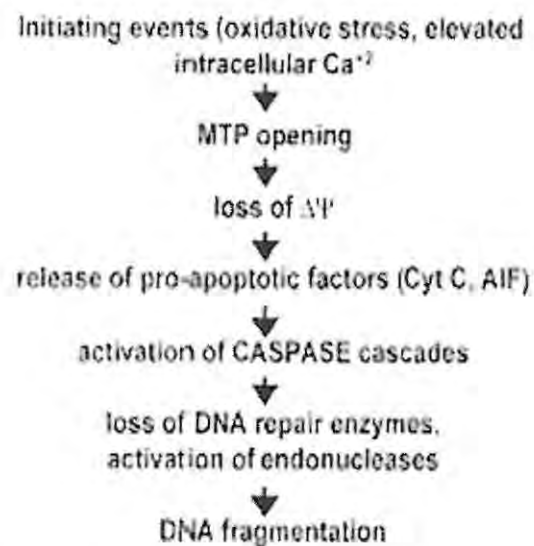 Initiating events (oxidative stress, elevated
intracellular Ca⁺²
MTP opening
loss of ΔΨ
release of pro-apoptotic factors (Cyt C, AIF)
activation of CASPASE cascades
loss of DNA repair enzymes,
activation of endonucleases
DNA fragmentation